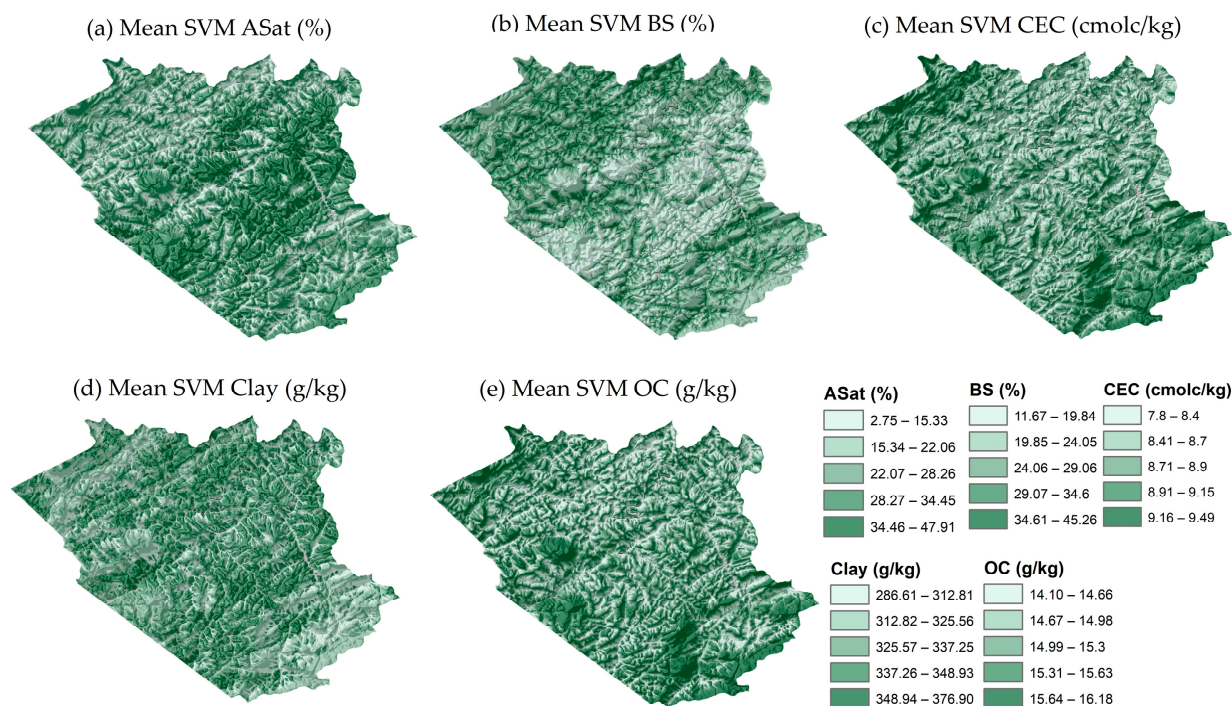 (a) Mean SVM ASat (%)
(b) Mean SVM BS (%)
(c) Mean SVM CEC (cmolc/kg)
(d) Mean SVM Clay (g/kg)
(e) Mean SVM OC (g/kg)
ASat (%)
2.75 – 15.33
15.34 – 22.06
22.07 – 28.26
28.27 – 34.45
34.46 – 47.91
BS (%)
11.67 – 19.84
19.85 – 24.05
24.06 – 29.06
29.07 – 34.6
34.61 – 45.26
CEC (cmolc/kg)
7.8 – 8.4
8.41 – 8.7
8.71 – 8.9
8.91 – 9.15
9.16 – 9.49
Clay (g/kg)
286.61 – 312.81
312.82 – 325.56
325.57 – 337.25
337.26 – 348.93
348.94 – 376.90
OC (g/kg)
14.10 – 14.66
14.67 – 14.98
14.99 – 15.3
15.31 – 15.63
15.64 – 16.18